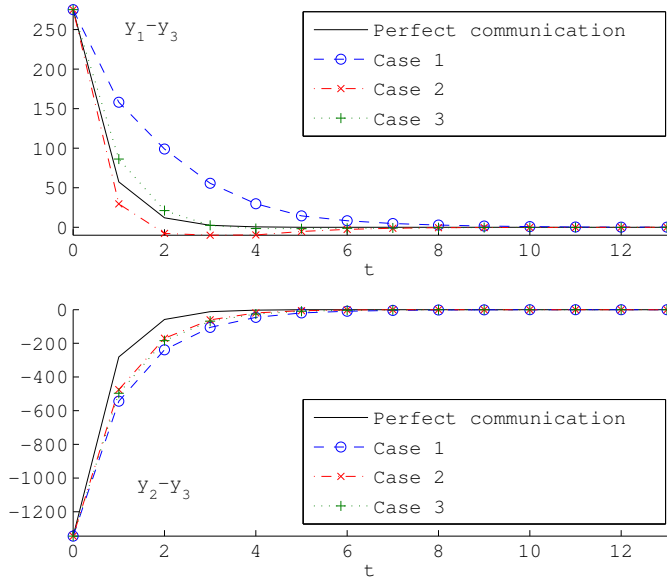 y1−y3
Perfect communication
Case 1
Case 2
Case 3
250
200
150
100
50
0
0 2 4 6 8 10 12
t
y2−y3
Perfect communication
Case 1
Case 2
Case 3
0
−200
−400
−600
−800
−1000
−1200
0 2 4 6 8 10 12
t